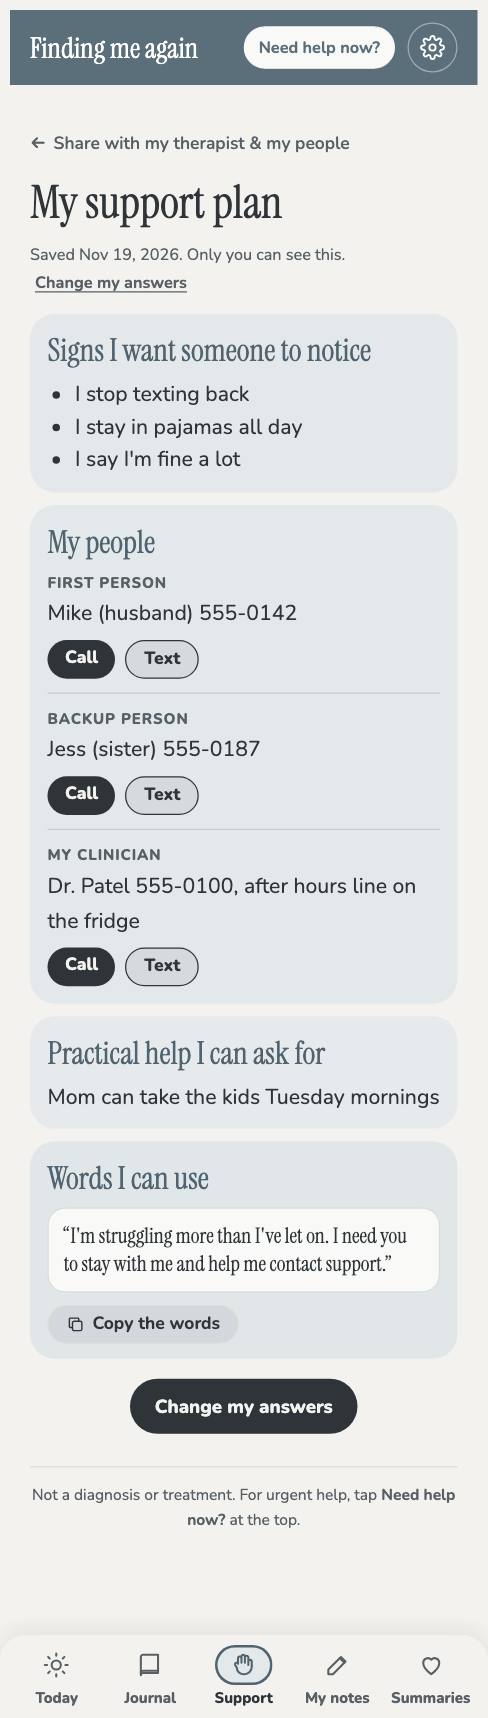 Finding me again
Need help now?
← Share with my therapist & my people
My support plan
Saved Nov 19, 2026. Only you can see this.
Change my answers
Signs I want someone to notice
• I stop texting back
• I stay in pajamas all day
• I say I'm fine a lot
My people
FIRST PERSON
Mike (husband) 555-0142
Call Text
BACKUP PERSON
Jess (sister) 555-0187
Call Text
MY CLINICIAN
Dr. Patel 555-0100, after hours line on
the fridge
Call Text
Practical help I can ask for
Mom can take the kids Tuesday mornings
Words I can use
“I'm struggling more than I've let on. I need you
to stay with me and help me contact support.”
Copy the words
Change my answers
Not a diagnosis or treatment. For urgent help, tap Need help
now? at the top.
Today Journal Support My notes Summaries